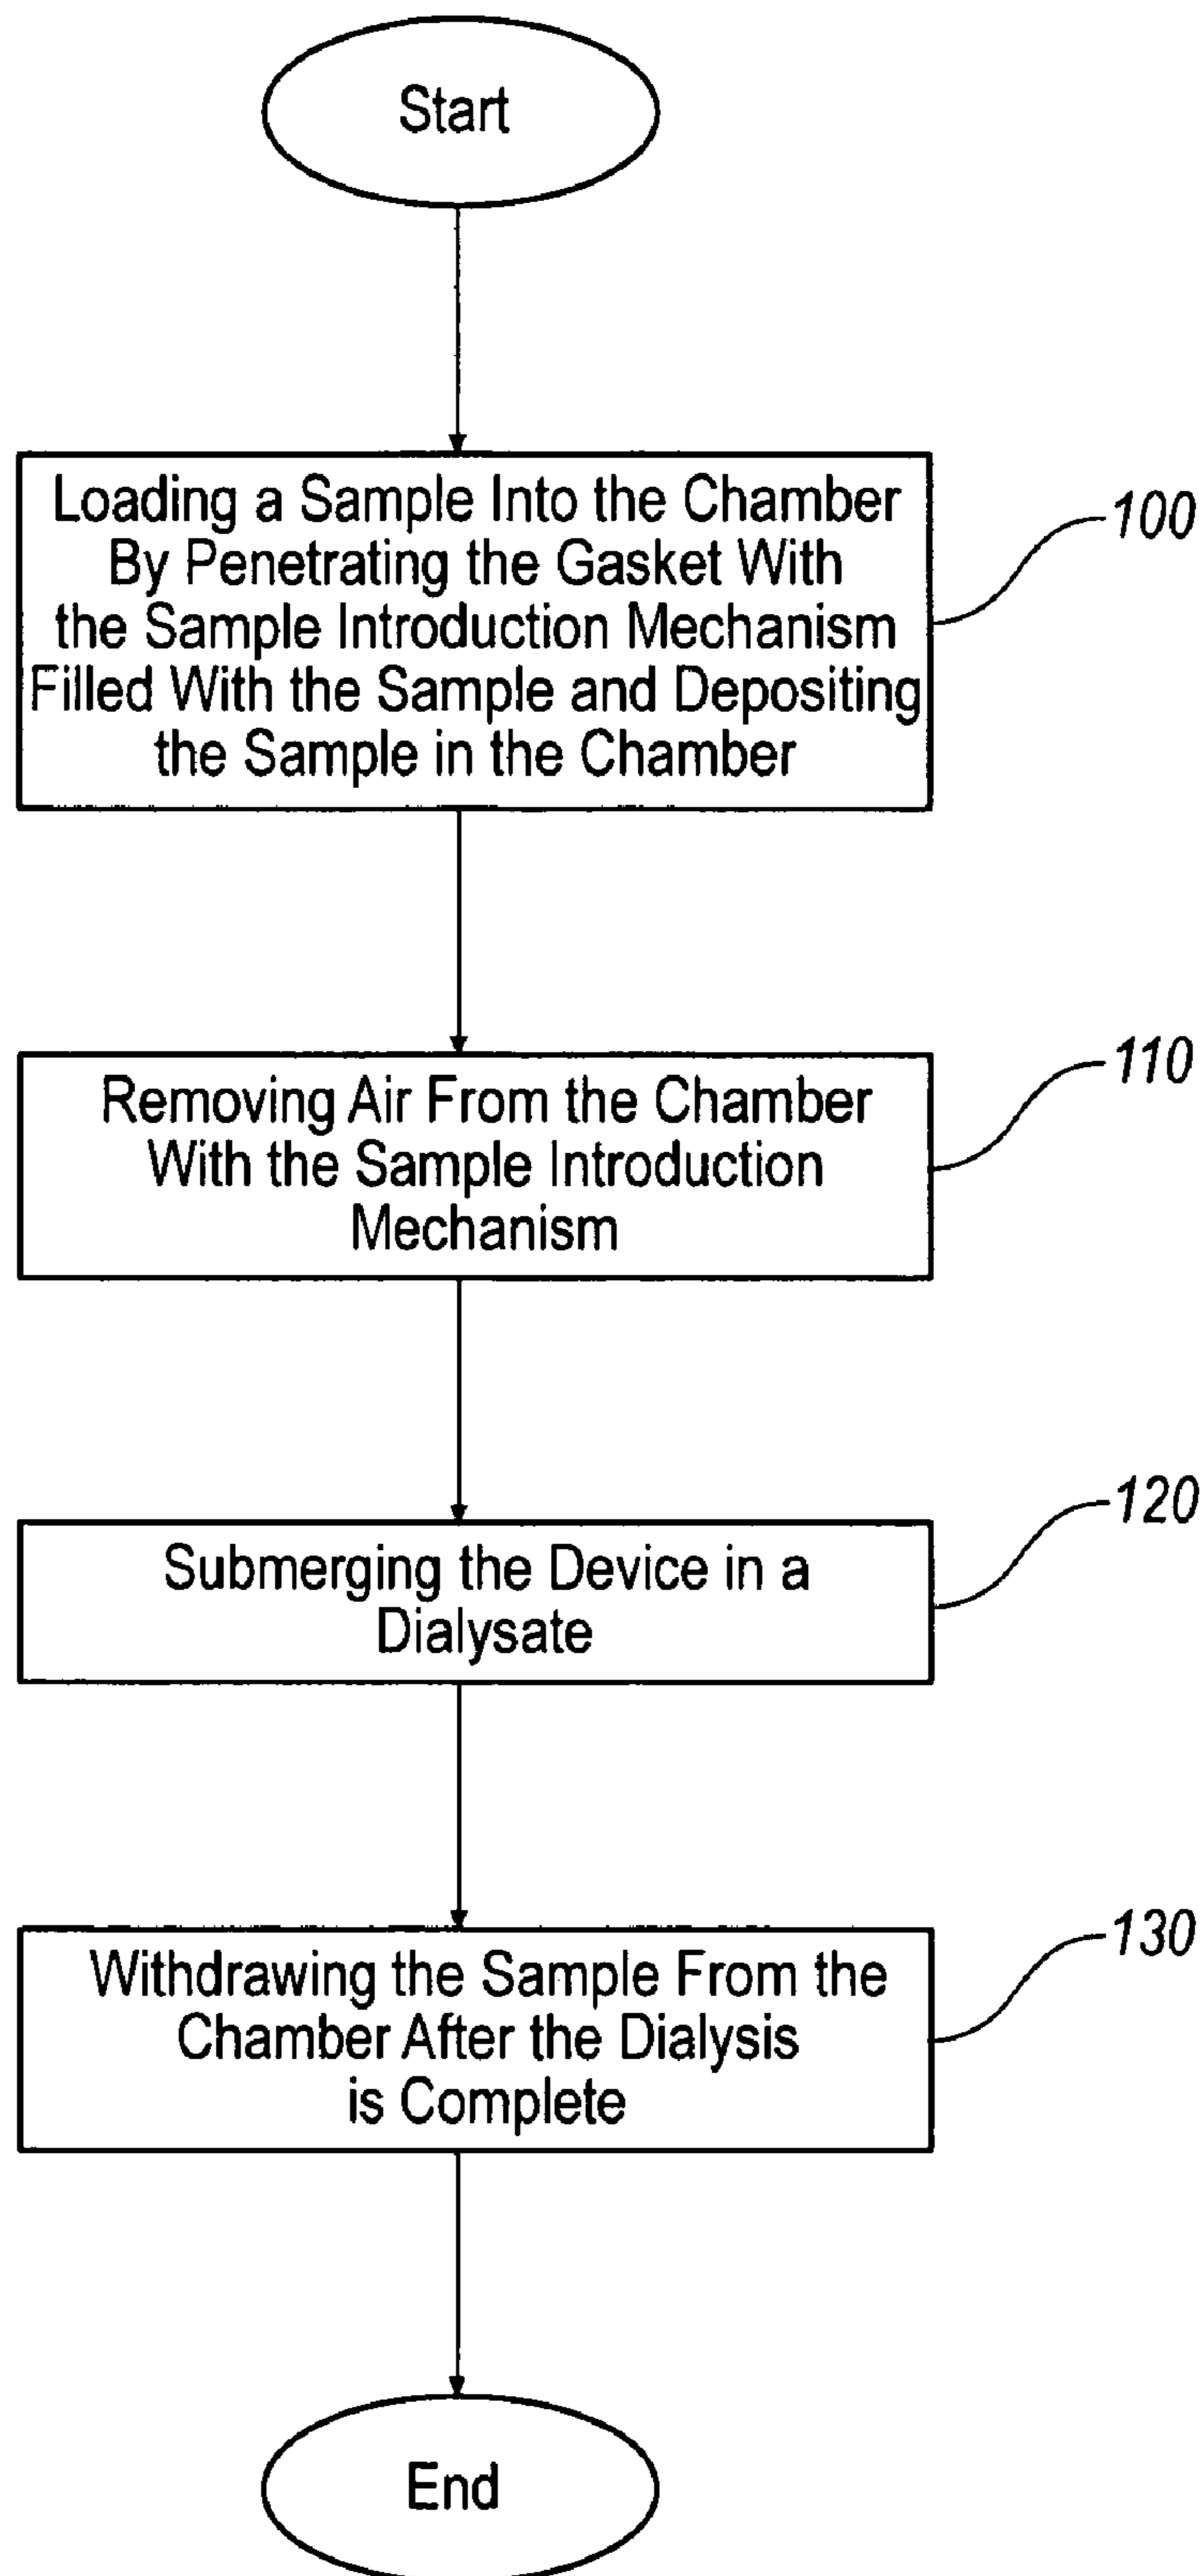 Start
Loading a Sample Into the Chamber
By Penetrating the Gasket With
the Sample Introduction Mechanism
Filled With the Sample and Depositing
the Sample in the Chamber
100
Removing Air From the Chamber
With the Sample Introduction
Mechanism
110
Submerging the Device in a
Dialysate
120
Withdrawing the Sample From the
Chamber After the Dialysis
is Complete
130
End